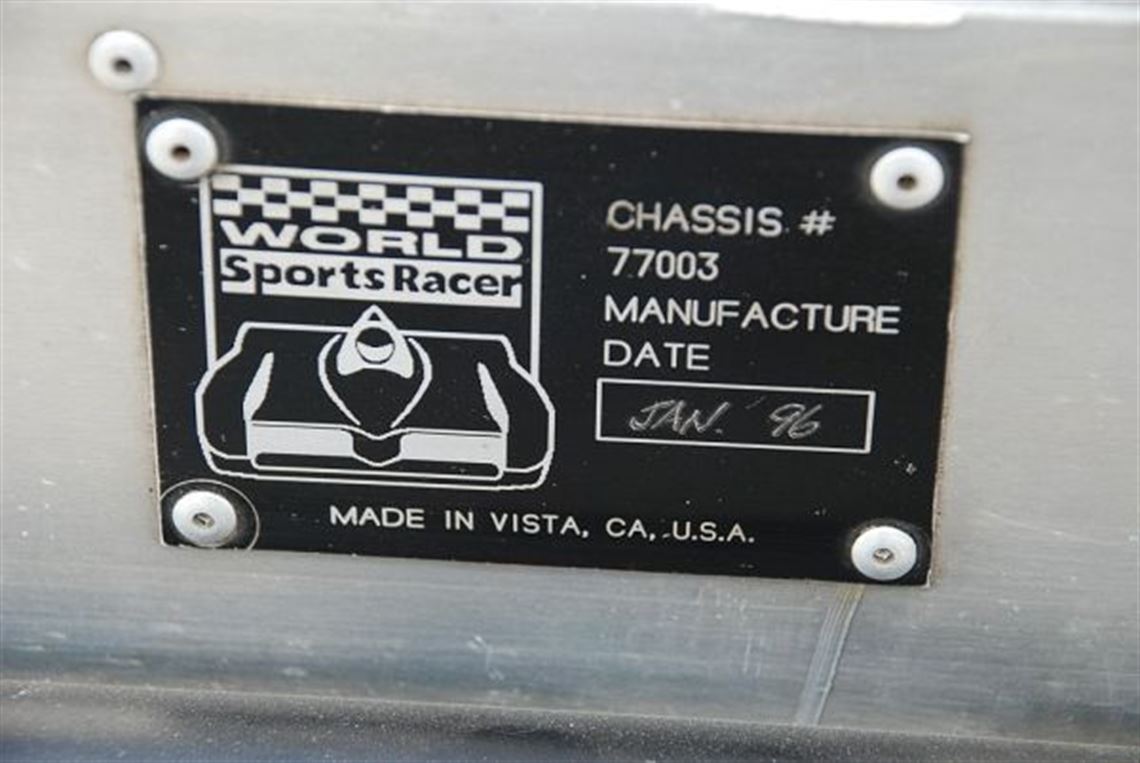 WORLD
Sports Racer
CHASSIS #
77003
MANUFACTURE
DATE
JAN. '96
MADE IN VISTA, CA, U.S.A.